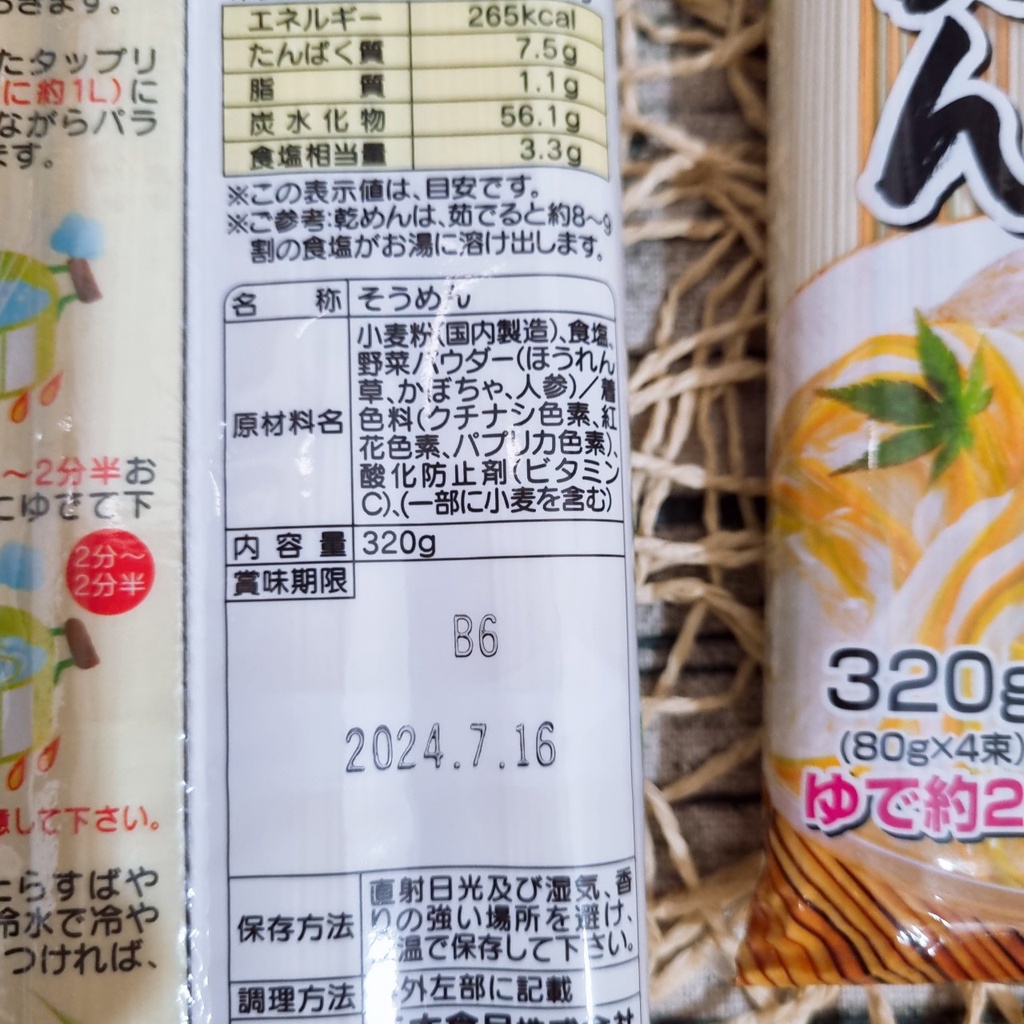 たタップリ
に約1L)に
ながらパラ
ます。
～2分半お
にゆさて下
2分～
2分半
して下さい。
とらすばや
冷水で冷や
つければ、
エネルギー 265kcal
たんぱく質 7.5g
脂質 1.1g
炭水化物 56.1g
食塩相当量 3.3g
※この表示値は、目安です。
※ご参考:乾めんは、茹でると約8～9
割の食塩がお湯に溶け出します。
名称 そうめん
原材料名
小麦粉(国内製造)、食塩、
野菜パウダー(ほうれん
草、かぼちゃ、人参)／着
色料(クチナシ色素、紅
花色素、パプリカ色素)、
酸化防止剤(ビタミン
C)、(一部に小麦を含む)
内容量 320g
賞味期限
B6
2024.7.16
保存方法
直射日光及び湿気、香
りの強い場所を避け、
温で保存して下さい。
調理方法 外左部に記載
ん
320g
(80g×4束)
ゆで約2